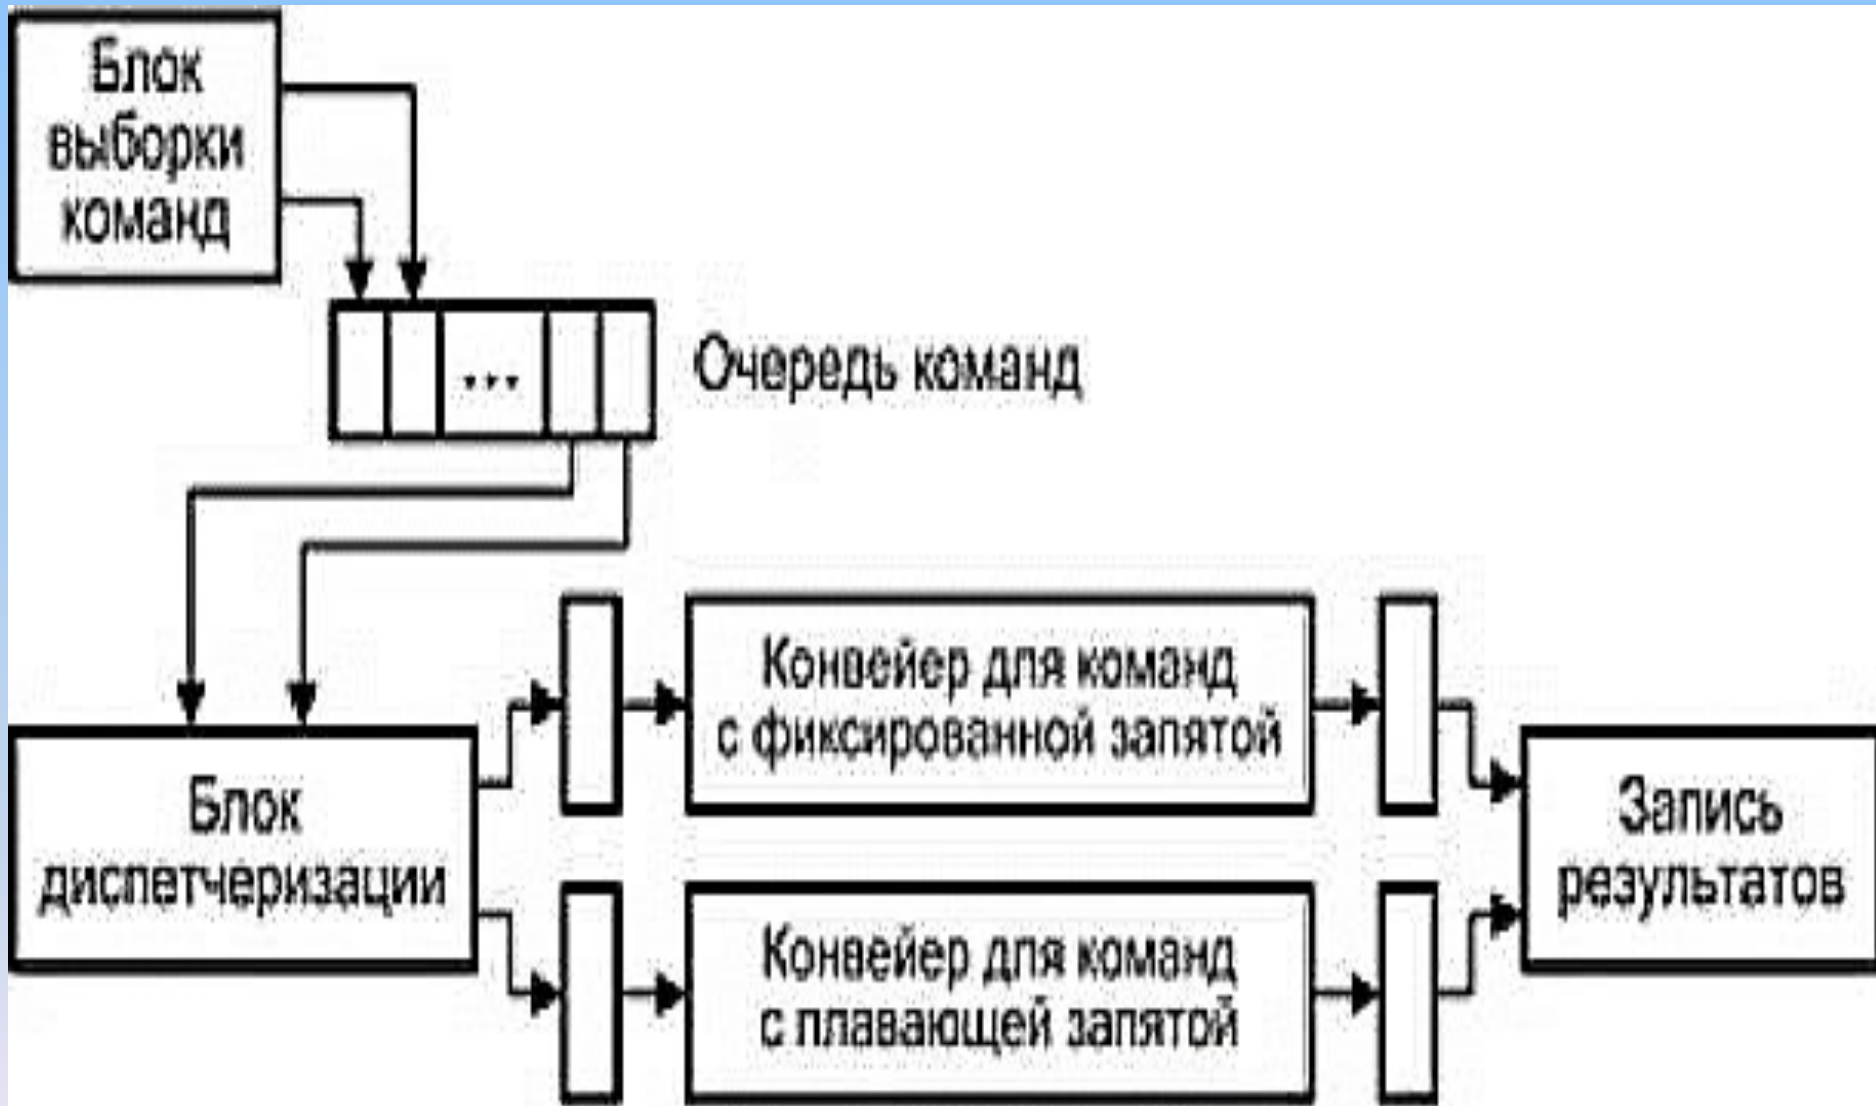 Блок
выборки
команд
...
Очередь команд
Конвейер для команд
с фиксированной запятой
Блок
диспетчеризации
Запись
результатов
Конвейер для команд
с плавающей запятой